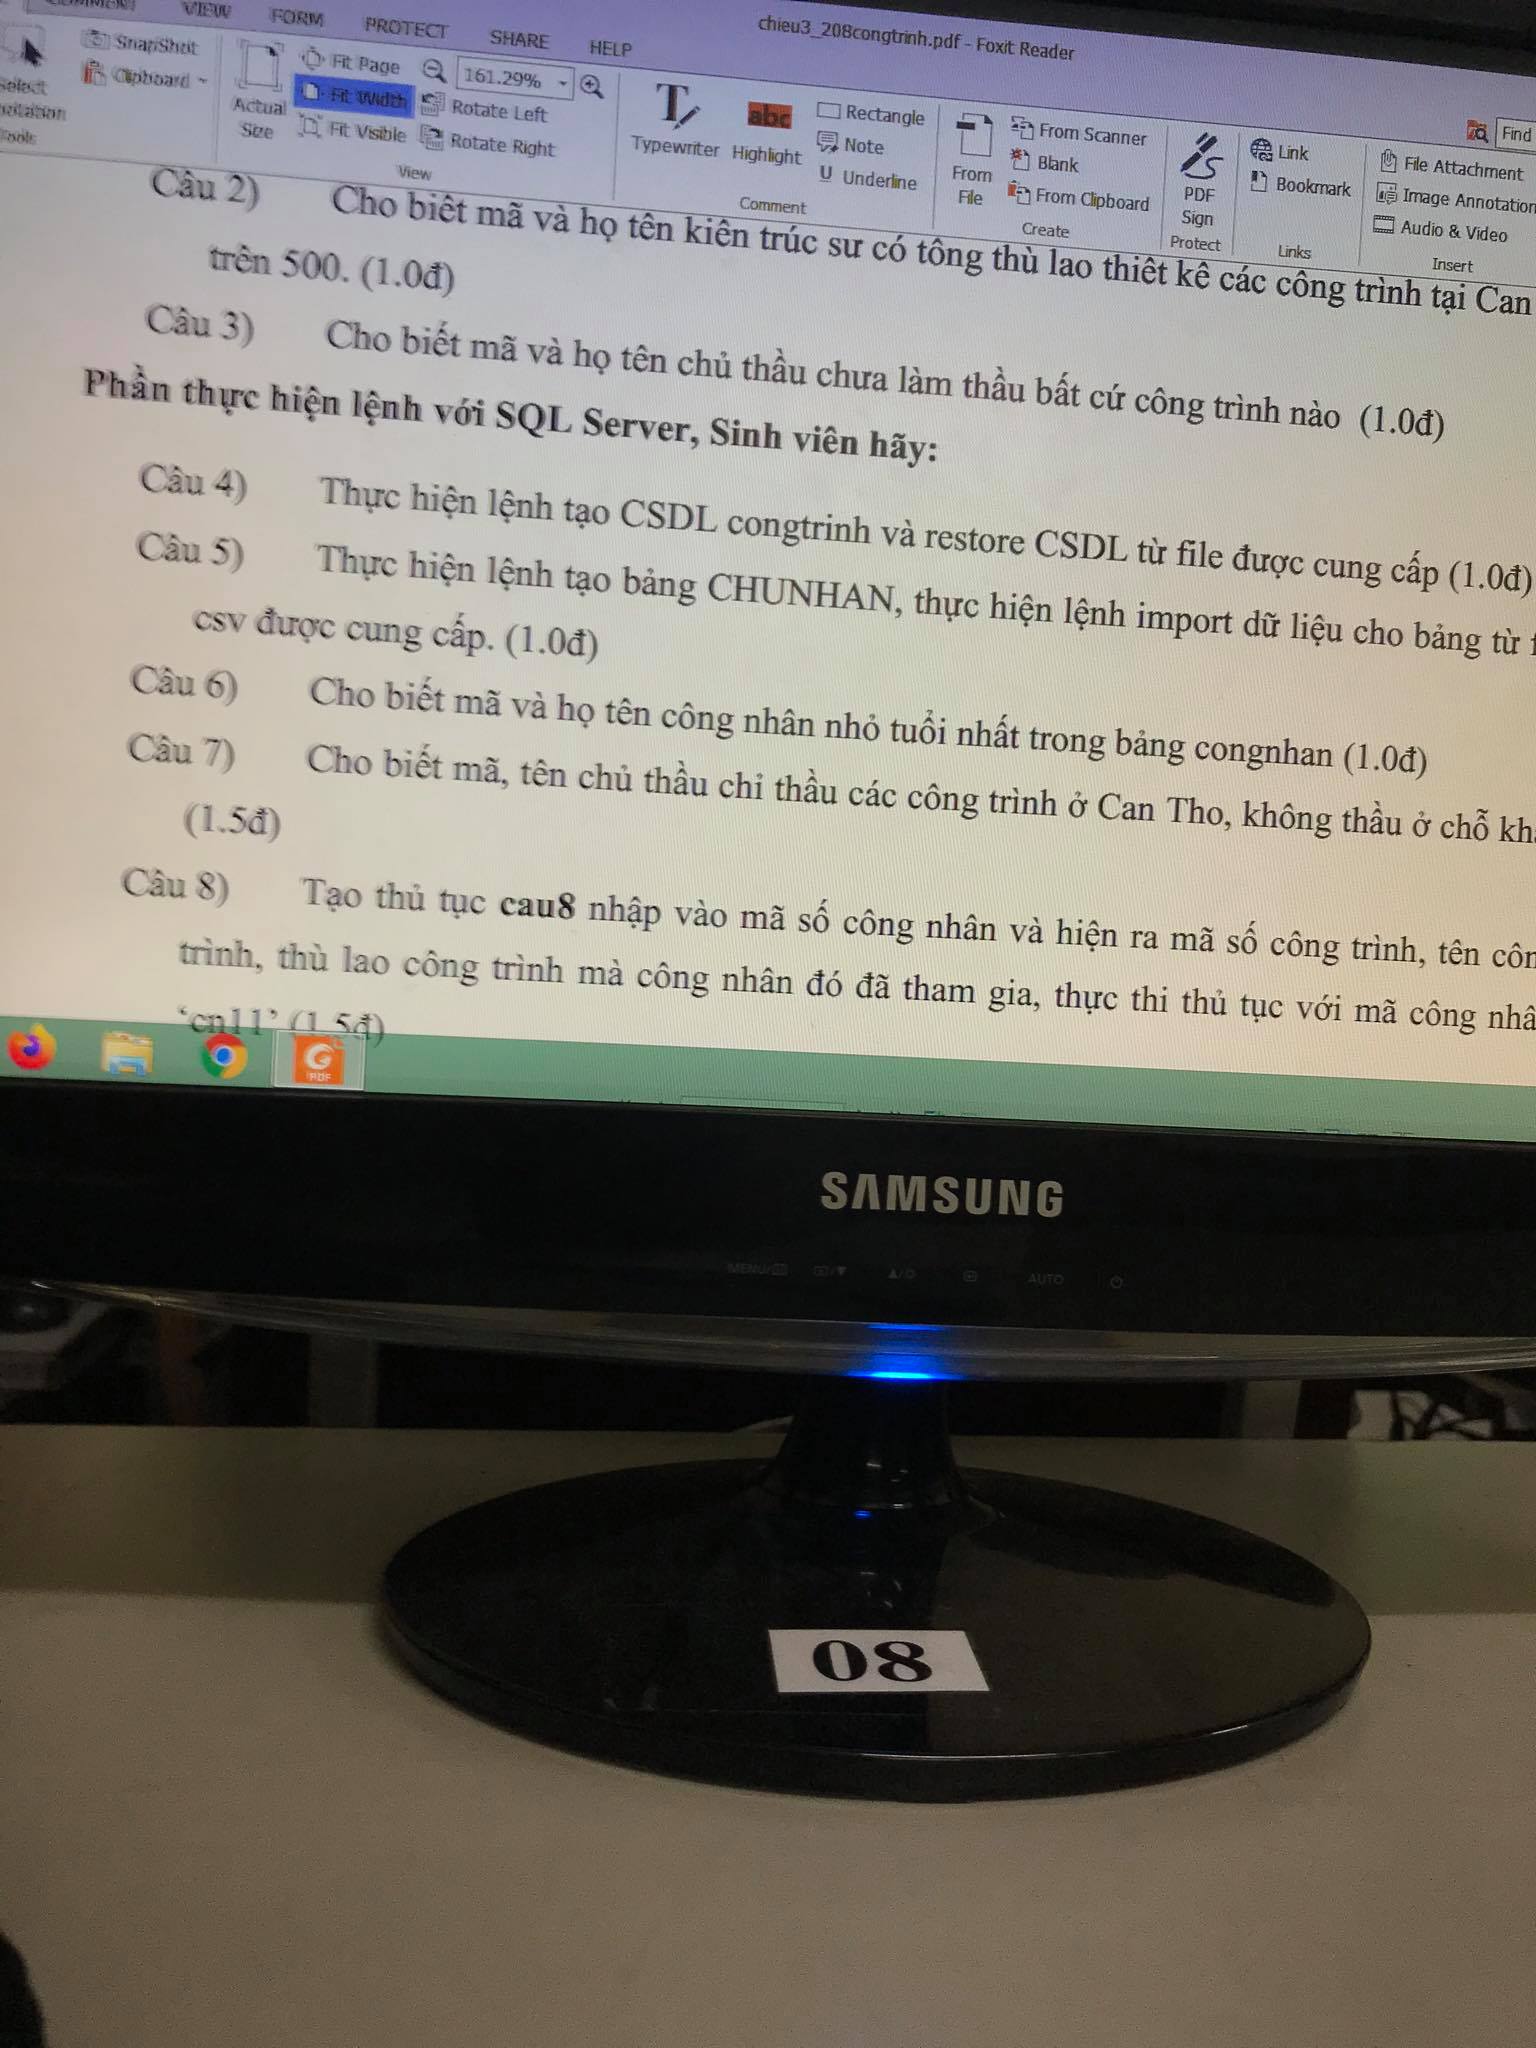 VIEW FORM PROTECT SHARE HELP
chieu3_208congtrinh.pdf - Foxit Reader
SnapShot
Clipboard
Actual Size
Fit Page
Fit Width
Fit Visible
161.29%
Rotate Left
Rotate Right
View
Typewriter
Highlight
Rectangle
Note
Underline
Comment
From File
From Scanner
Blank
From Clipboard
Create
PDF Sign
Protect
Link
Bookmark
Links
File Attachment
Image Annotation
Audio & Video
Insert
Find
Câu 2) Cho biết mã và họ tên kiến trúc sư có tổng thù lao thiết kế các công trình tại Can
trên 500. (1.0đ)
Câu 3) Cho biết mã và họ tên chủ thầu chưa làm thầu bất cứ công trình nào (1.0đ)
Phần thực hiện lệnh với SQL Server, Sinh viên hãy:
Câu 4) Thực hiện lệnh tạo CSDL congtrinh và restore CSDL từ file được cung cấp (1.0đ)
Câu 5) Thực hiện lệnh tạo bảng CHUNHAN, thực hiện lệnh import dữ liệu cho bảng từ
csv được cung cấp. (1.0đ)
Câu 6) Cho biết mã và họ tên công nhân nhỏ tuổi nhất trong bảng congnhan (1.0đ)
Câu 7) Cho biết mã, tên chủ thầu chỉ thầu các công trình ở Can Tho, không thầu ở chỗ
(1.5đ)
Câu 8) Tạo thủ tục cau8 nhập vào mã số công nhân và hiện ra mã số công trình, tên
trình, thù lao công trình mà công nhân đó đã tham gia, thực thi thủ tục với mã công
‘cn11’ (1.5đ)
PDF
SAMSUNG
MENU
AUTO
08